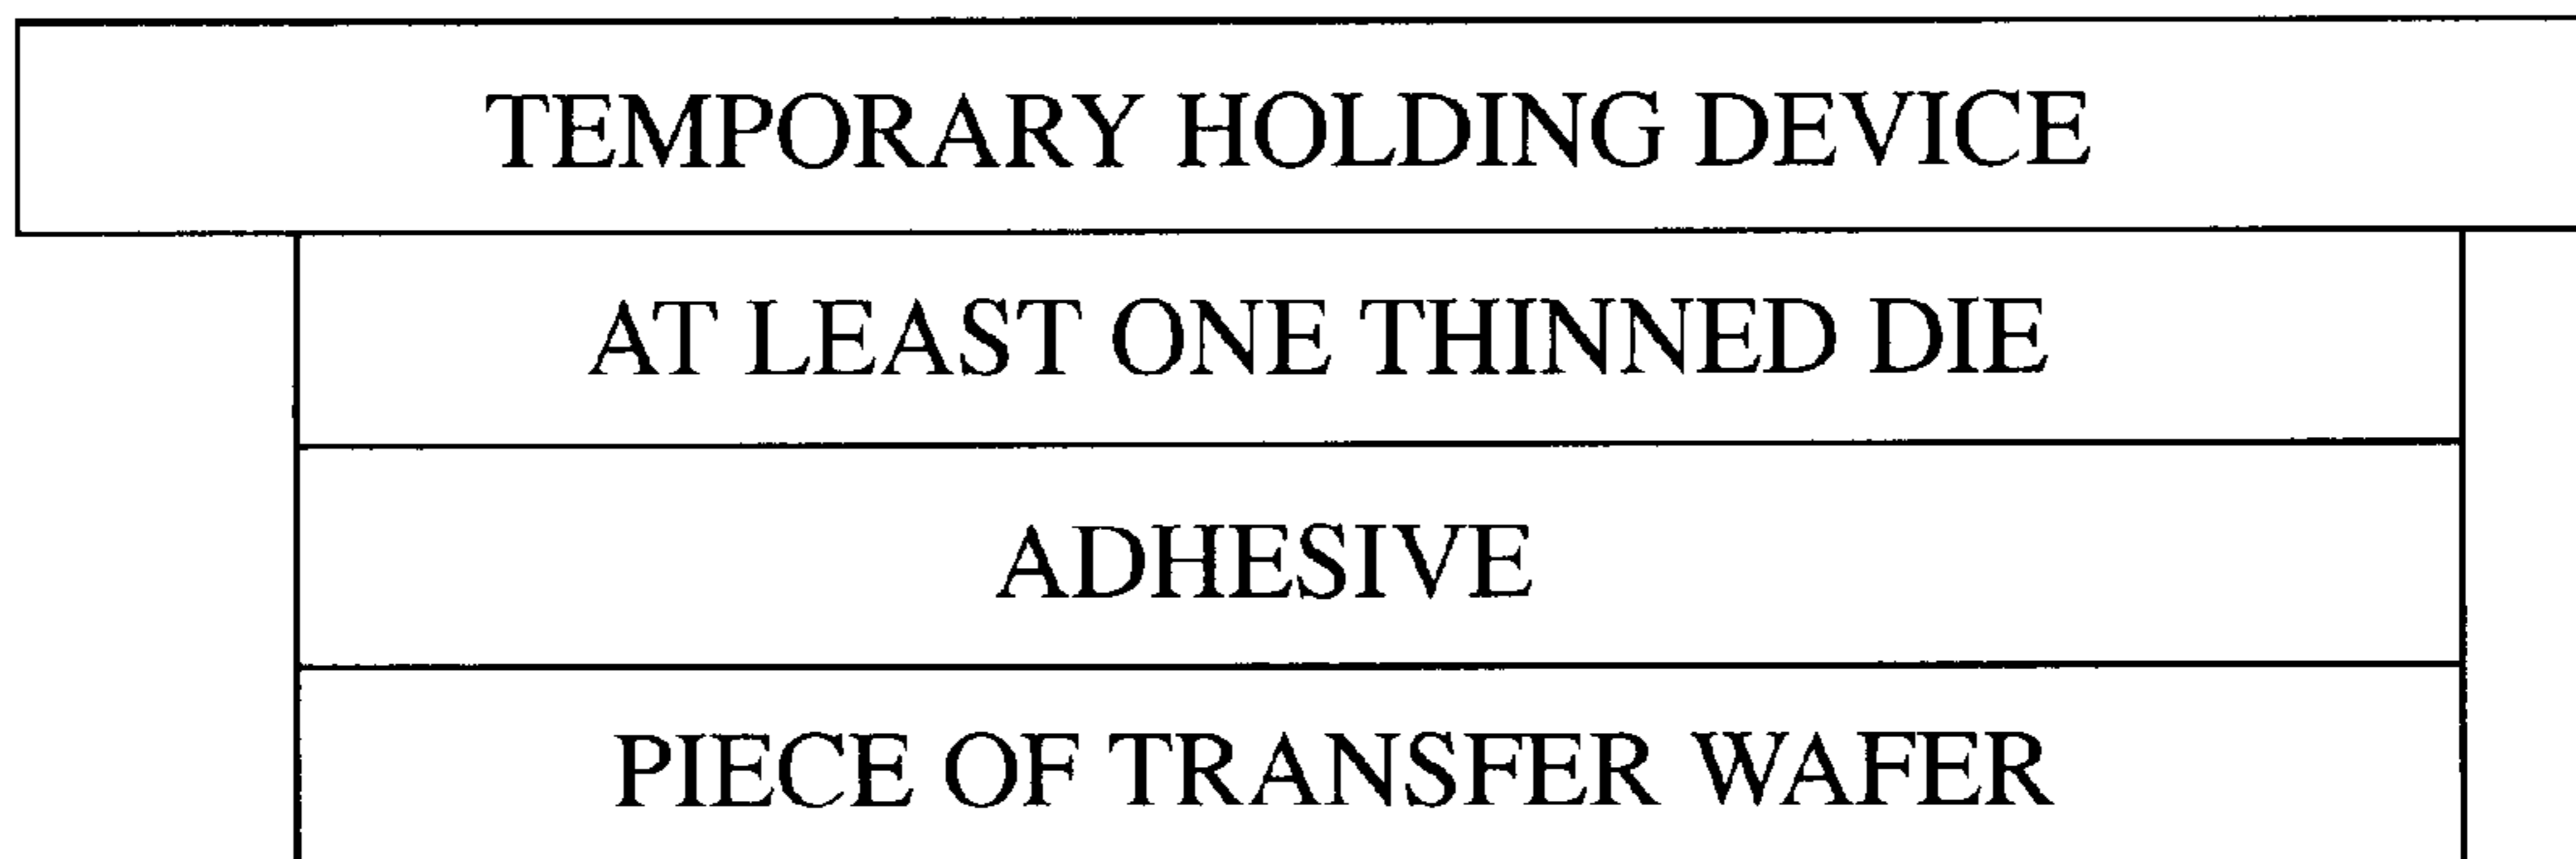 TEMPORARY HOLDING DEVICE
AT LEAST ONE THINNED DIE
ADHESIVE
PIECE OF TRANSFER WAFER